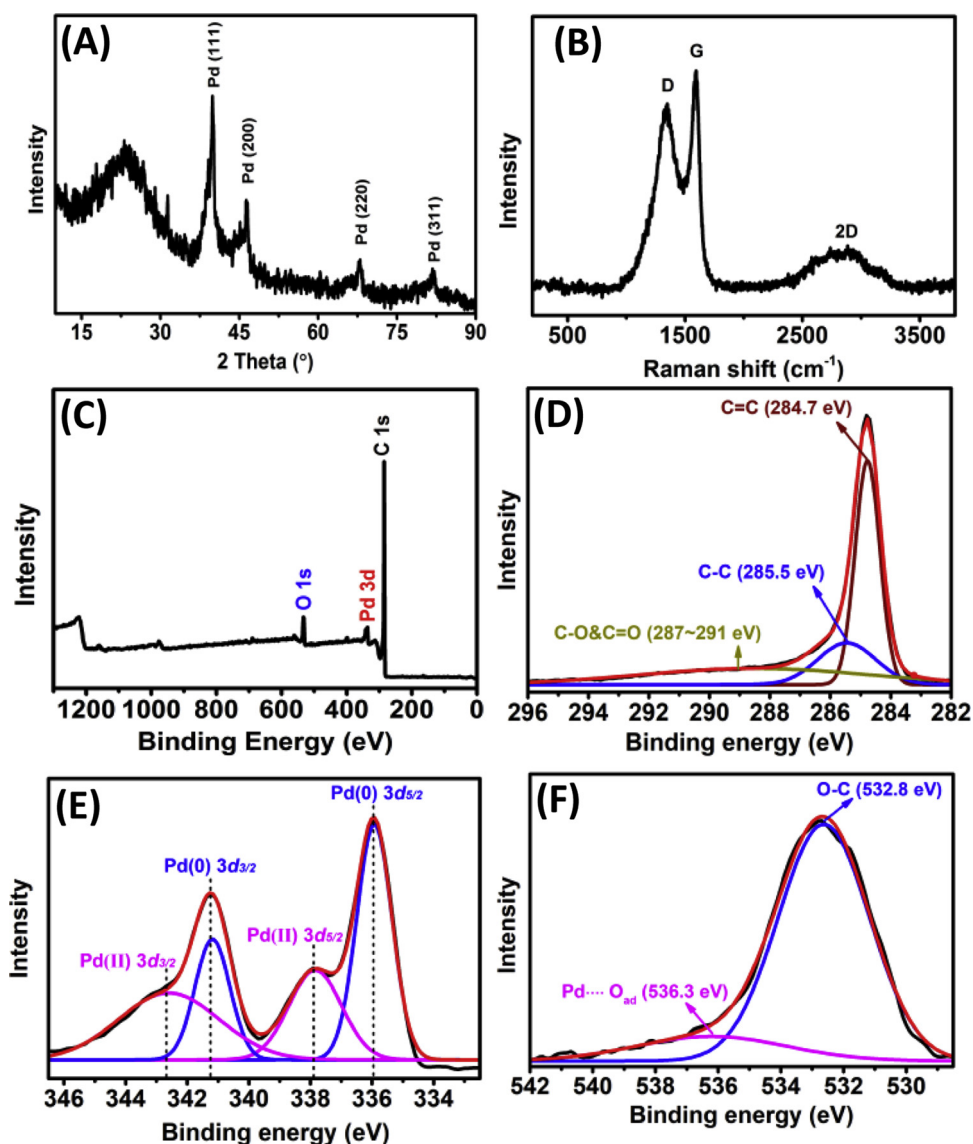 (A)
Pd (111)
Pd (200)
Pd (220)
Pd (311)
Intensity
15 30 45 60 75 90
2 Theta (°)
(B)
D
G
2D
Intensity
500 1500 2500 3500
Raman shift (cm⁻¹)
(C)
C 1s
O 1s
Pd 3d
Intensity
1200 1000 800 600 400 200 0
Binding Energy (eV)
(D)
C=C (284.7 eV)
C-C (285.5 eV)
C-O&C=O (287~291 eV)
Intensity
296 294 292 290 288 286 284 282
Binding energy (eV)
(E)
Pd(0) 3d5/2
Pd(0) 3d3/2
Pd(II) 3d5/2
Pd(II) 3d3/2
Intensity
346 344 342 340 338 336 334
Binding energy (eV)
(F)
O-C (532.8 eV)
Pd···· Oad (536.3 eV)
Intensity
542 540 538 536 534 532 530
Binding energy (eV)